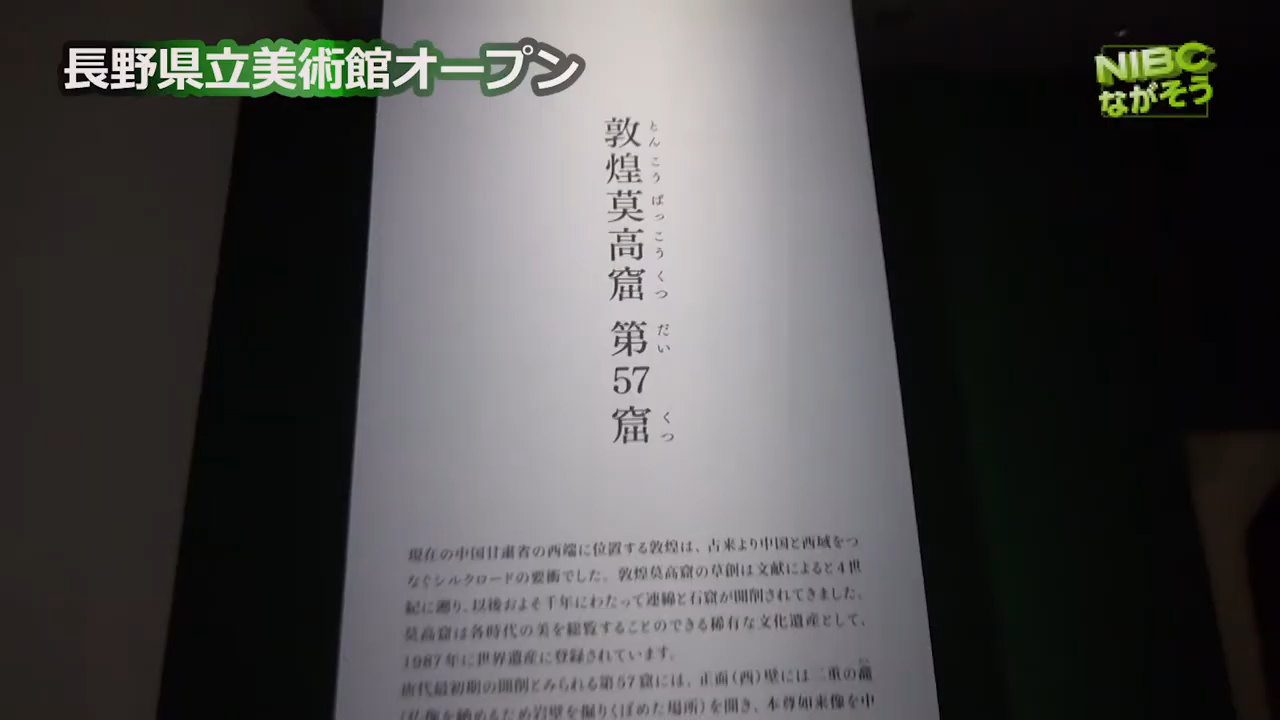 長野県立美術館オープン
NIBC
ながそう
敦煌莫高窟 第57窟
とんこうばっこうくつ だい くつ
現在の中国甘粛省の西端に位置する敦煌は、古来より中国と西域をつ
なぐシルクロードの要衝でした。敦煌莫高窟の草創は文献によると4世
紀に遡り、以後およそ千年にわたって連綿と石窟が開削されてきました。
莫高窟は各時代の美を総覧することのできる稀有な文化遺産として、
1987年に世界遺産に登録されています。
唐代最初期の開削とみられる第57窟には、正面(西)壁には二重の龕
(仏像を納めるため岩壁を掘りくぼめた場所)を開き、本尊如来像を中